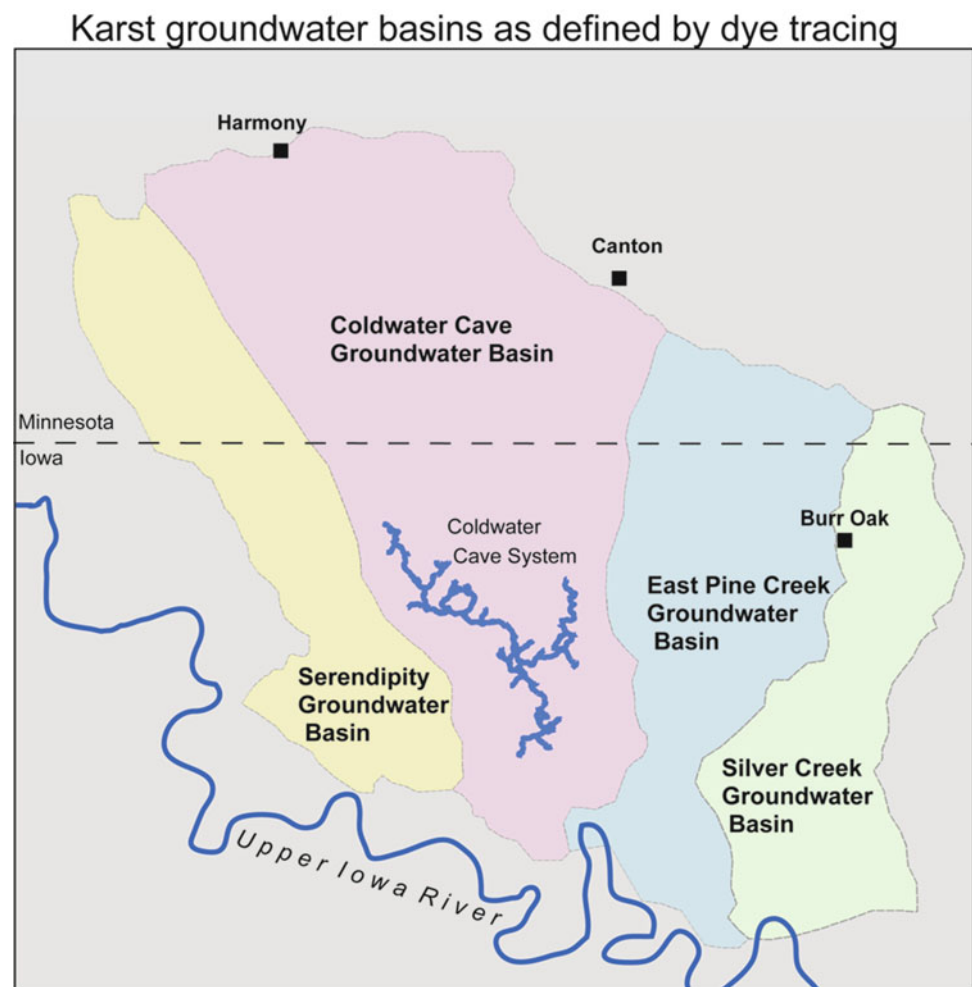 Karst groundwater basins as defined by dye tracing
Harmony
Canton
Coldwater Cave
Groundwater Basin
Minnesota
Iowa
Coldwater
Cave System
Burr Oak
East Pine Creek
Groundwater
Basin
Serendipity
Groundwater
Basin
Silver Creek
Groundwater
Basin
Upper Iowa River